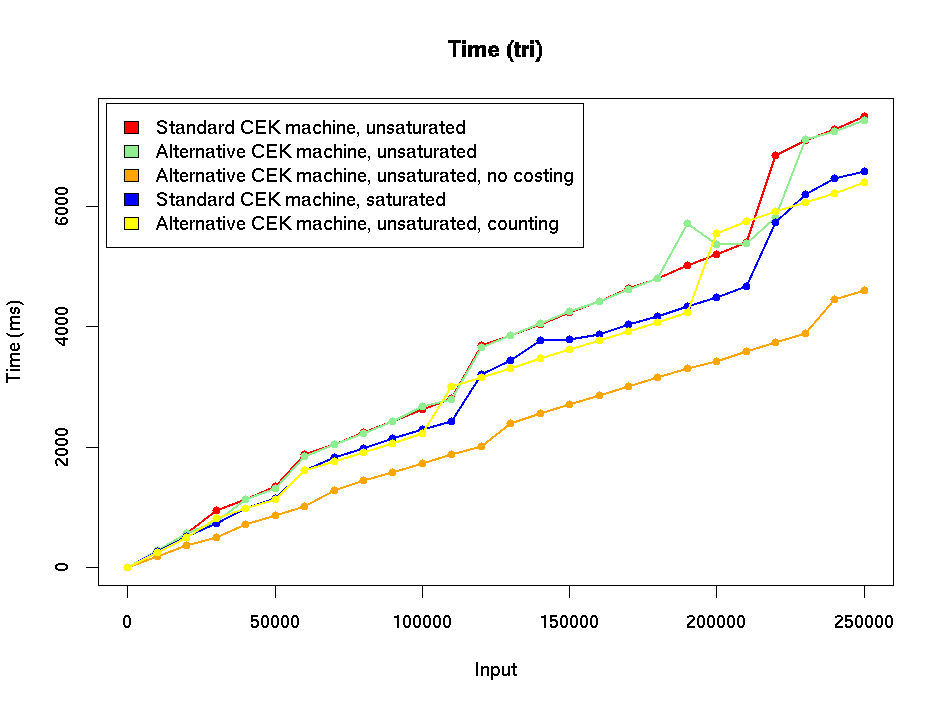 Time (tri)
Standard CEK machine, unsaturated
Alternative CEK machine, unsaturated
Alternative CEK machine, unsaturated, no costing
Standard CEK machine, saturated
Alternative CEK machine, unsaturated, counting
Time (ms)
6000
4000
2000
0
0 50000 100000 150000 200000 250000
Input